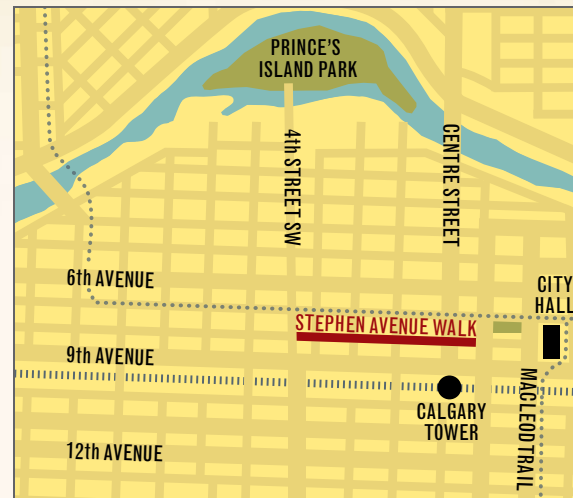 PRINCE'S
ISLAND PARK
4th STREET SW
CENTRE STREET
6th AVENUE
CITY
HALL
STEPHEN AVENUE WALK
9th AVENUE
MACLEOD TRAIL
CALGARY
TOWER
12th AVENUE